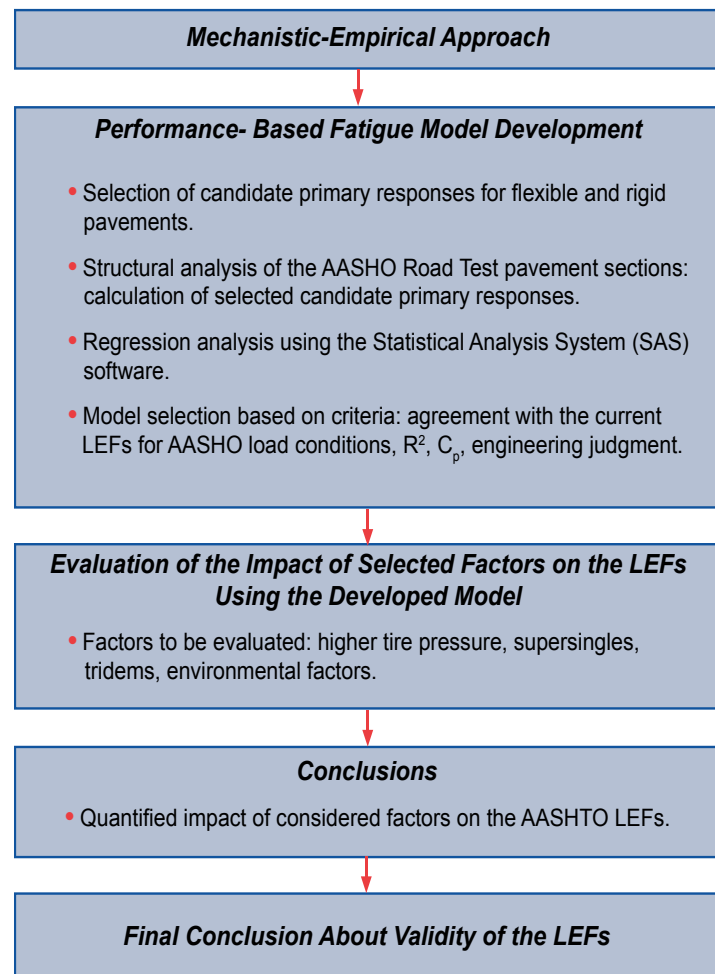 Mechanistic-Empirical Approach
Performance- Based Fatigue Model Development
• Selection of candidate primary responses for flexible and rigid
pavements.
• Structural analysis of the AASHO Road Test pavement sections:
calculation of selected candidate primary responses.
• Regression analysis using the Statistical Analysis System (SAS)
software.
• Model selection based on criteria: agreement with the current
LEFs for AASHO load conditions, R², Cₚ, engineering judgment.
Evaluation of the Impact of Selected Factors on the LEFs
Using the Developed Model
• Factors to be evaluated: higher tire pressure, supersingles,
tridems, environmental factors.
Conclusions
• Quantified impact of considered factors on the AASHTO LEFs.
Final Conclusion About Validity of the LEFs